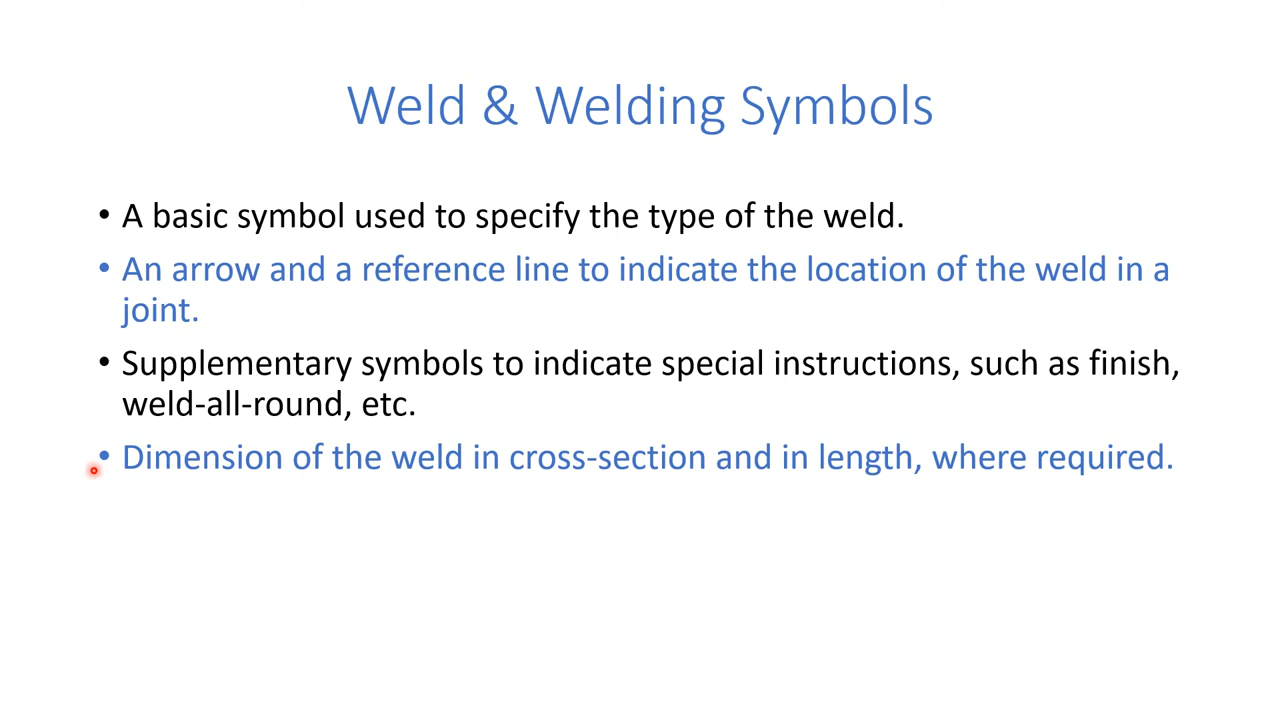 Weld & Welding Symbols
• A basic symbol used to specify the type of the weld.
• An arrow and a reference line to indicate the location of the weld in a
joint.
• Supplementary symbols to indicate special instructions, such as finish,
weld-all-round, etc.
• Dimension of the weld in cross-section and in length, where required.